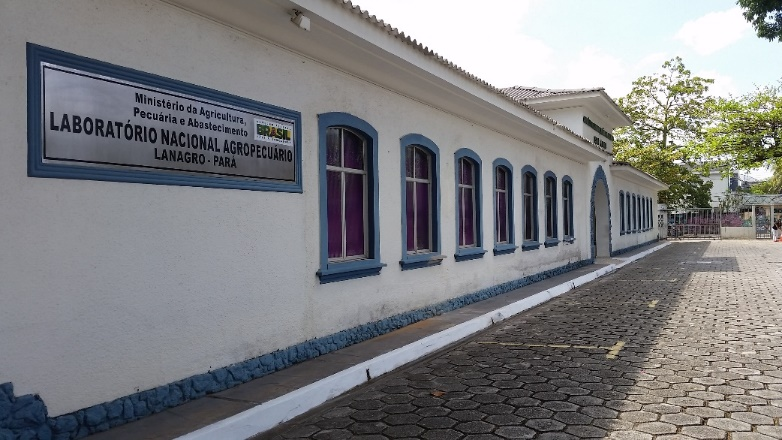 Ministério da Agricultura,
Pecuária e Abastecimento
BRASIL
LABORATÓRIO NACIONAL AGROPECUÁRIO
LANAGRO - PARÁ